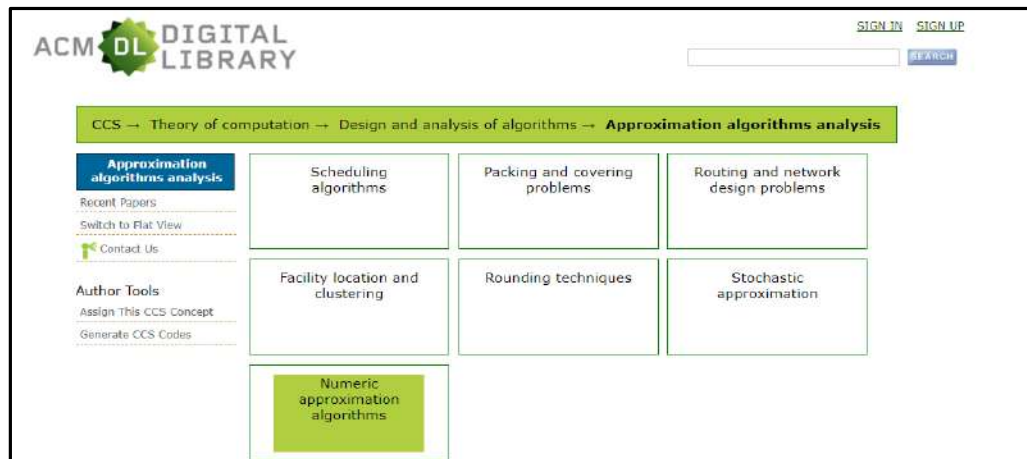 ACM DL DIGITAL
LIBRARY
SIGN IN SIGN UP
SEARCH
CCS → Theory of computation → Design and analysis of algorithms → Approximation algorithms analysis
Approximation
algorithms analysis
Recent Papers
Switch to Flat View
Contact Us
Author Tools
Assign This CCS Concept
Generate CCS Codes
Scheduling
algorithms
Packing and covering
problems
Routing and network
design problems
Facility location and
clustering
Rounding techniques
Stochastic
approximation
Numeric
approximation
algorithms